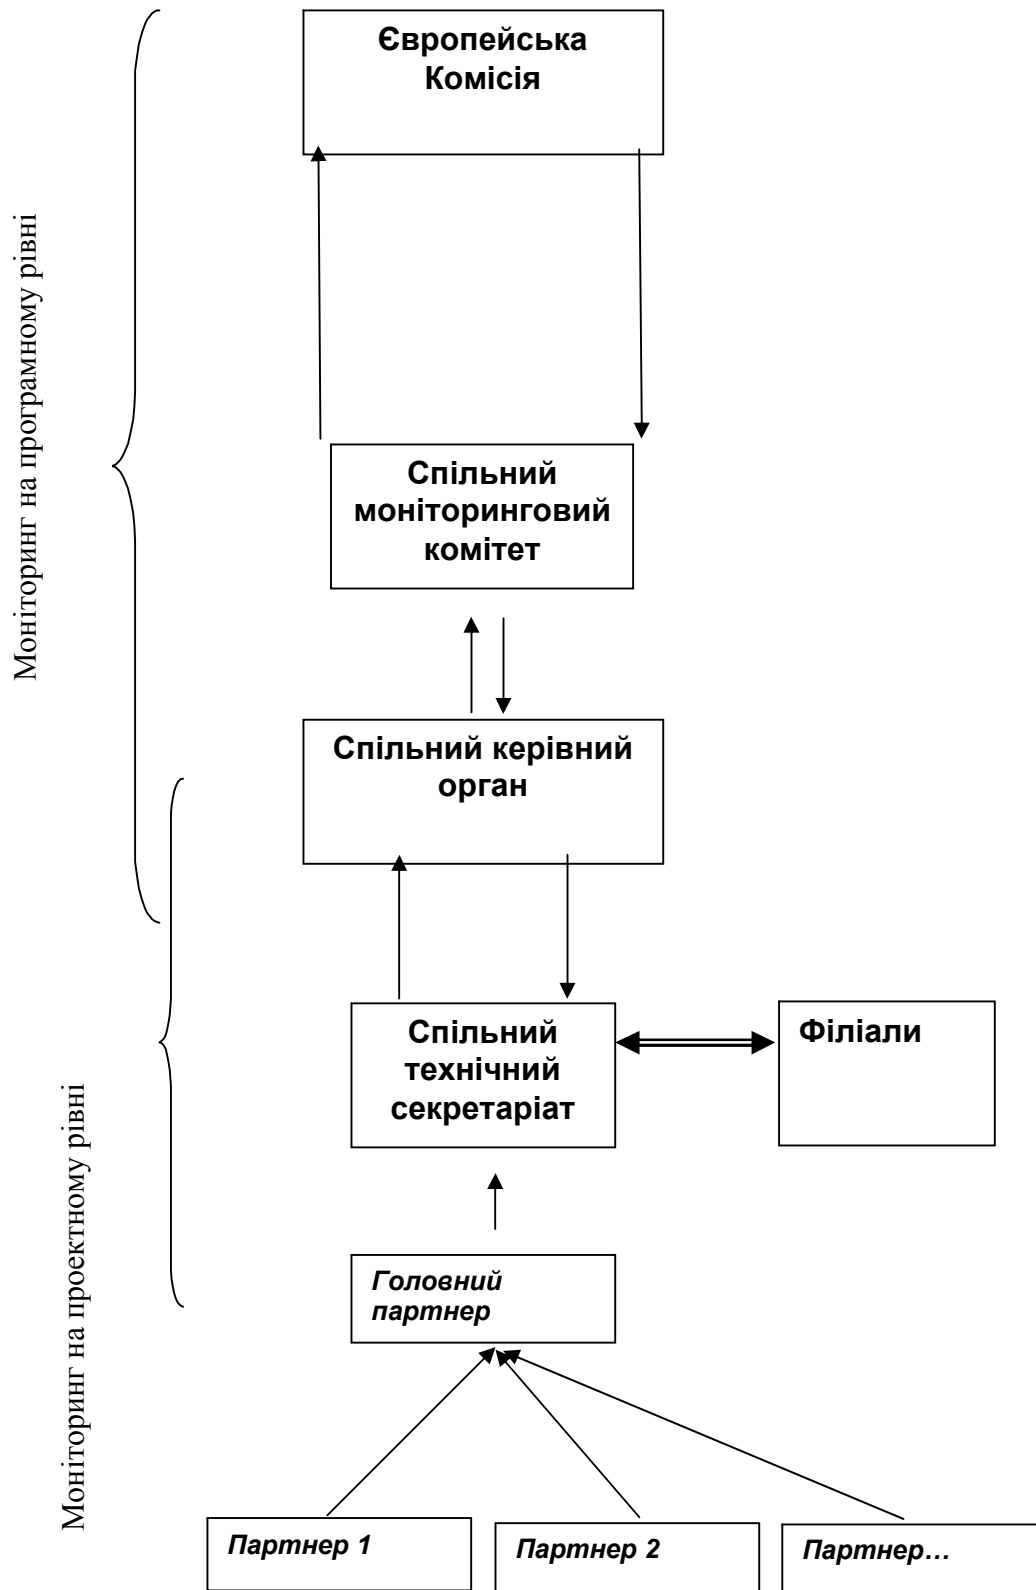 Європейська
Комісія
Моніторинг на програмному рівні
Спільний
моніторинговий
комітет
Спільний керівний
орган
Спільний
технічний
секретаріат
Філіали
Моніторинг на проектному рівні
Головний
партнер
Партнер 1
Партнер 2
Партнер…